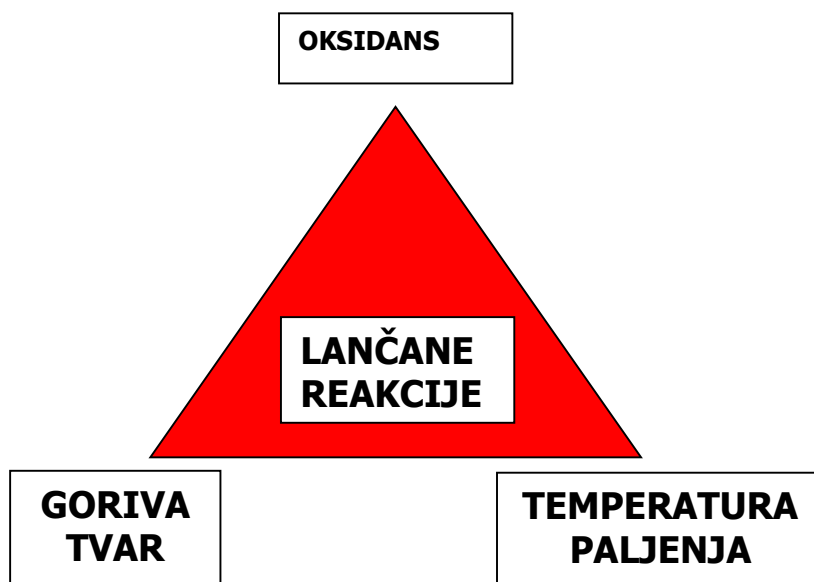 OKSIDANS
LANČANE
REAKCIJE
GORIVA
TVAR
TEMPERATURA
PALJENJA